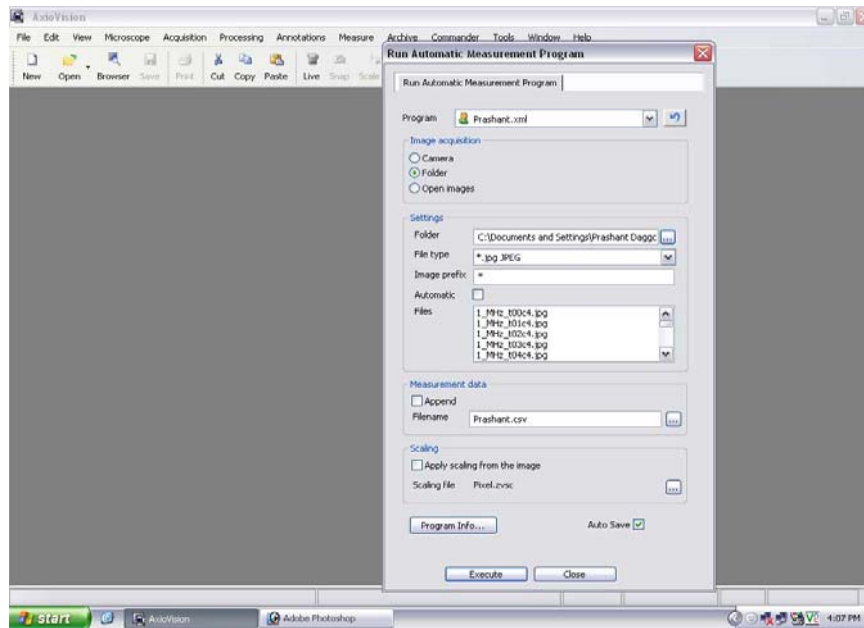 AxioVision
File Edit View Microscope Acquisition Processing Annotations Measure Archive Commander Tools Window Help
New Open Browser Save Print Cut Copy Paste Live Snap Scale
Run Automatic Measurement Program
Run Automatic Measurement Program
Program Prashant.xml
Image acquisition
Camera
Folder
Open images
Settings
Folder C:\Documents and Settings\Prashant Daggc ...
File type *.jpg JPEG
Image prefix *
Automatic
Files 1_MHz_t00c4.jpg
1_MHz_t01c4.jpg
1_MHz_t02c4.jpg
1_MHz_t03c4.jpg
1_MHz_t04c4.jpg
Measurement data
Append
Filename Prashant.csv ...
Scaling
Apply scaling from the image
Scaling file Pixel.zvsc ...
Program Info... Auto Save
Execute Close
start AxioVision Adobe Photoshop 4:07 PM